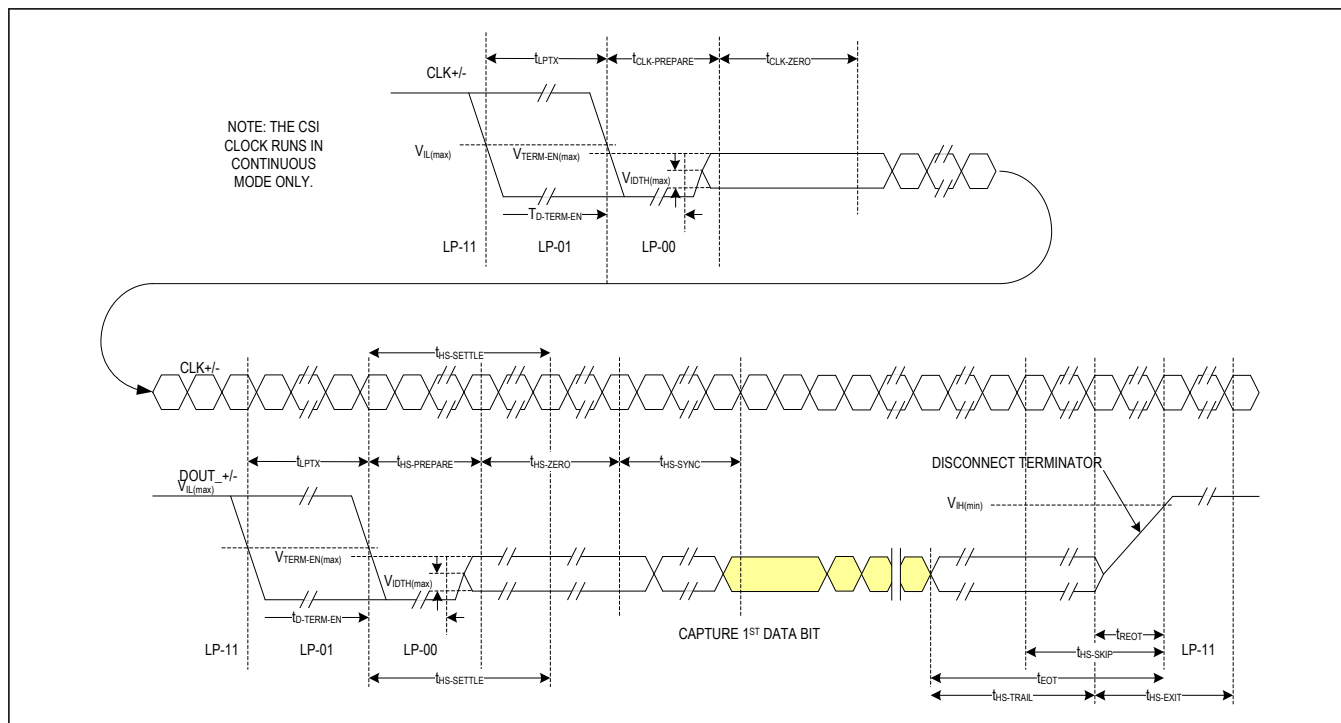 tLPTX
tCLK-PREPARE
tCLK-ZERO
CLK+/-
NOTE: THE CSI
CLOCK RUNS IN
CONTINUOUS
MODE ONLY.
VIL(max)
VTERM-EN(max)
VIDTH(max)
TD-TERM-EN
LP-11
LP-01
LP-00
tHS-SETTLE
CLK+/-
tLPTX
tHS-PREPARE
tHS-ZERO
tHS-SYNC
DOUT_+/-
VIL(max)
DISCONNECT TERMINATOR
VIH(min)
VTERM-EN(max)
VIDTH(max)
tD-TERM-EN
CAPTURE 1ST DATA BIT
LP-11
LP-01
LP-00
tREOT
LP-11
tHS-SKIP
tHS-SETTLE
tEOT
tHS-TRAIL
tHS-EXIT